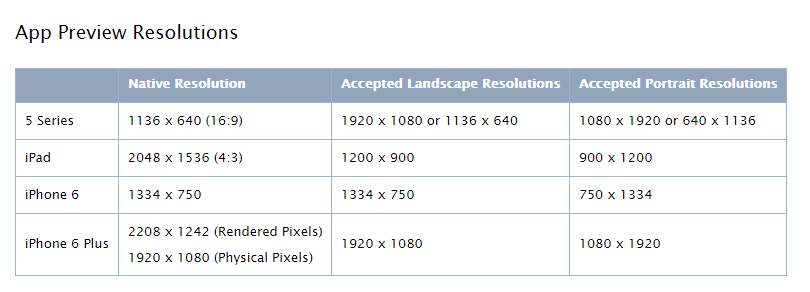 App Preview Resolutions
Native Resolution Accepted Landscape Resolutions Accepted Portrait Resolutions
5 Series 1136 x 640 (16:9) 1920 x 1080 or 1136 x 640 1080 x 1920 or 640 x 1136
iPad 2048 x 1536 (4:3) 1200 x 900 900 x 1200
iPhone 6 1334 x 750 1334 x 750 750 x 1334
iPhone 6 Plus 2208 x 1242 (Rendered Pixels) 1920 x 1080 1080 x 1920
1920 x 1080 (Physical Pixels)